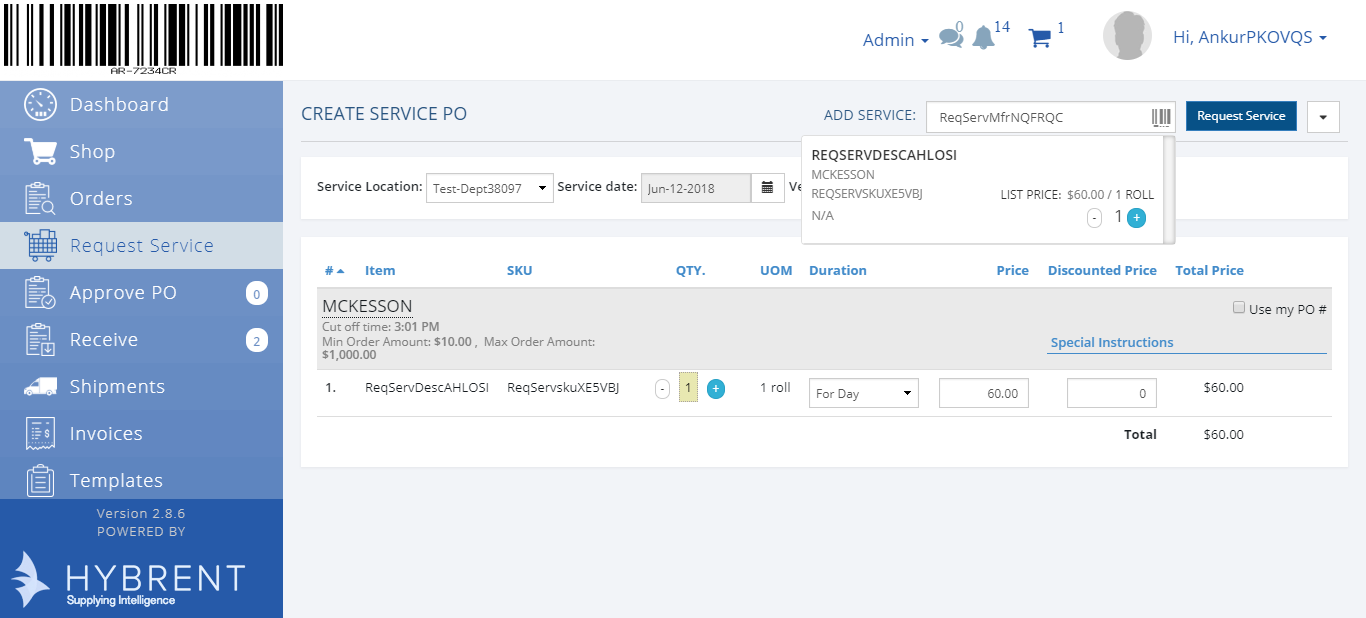 AR-7234CR
Admin
0
14
1
Hi, AnkurPKOVQS
Dashboard
Shop
Orders
Request Service
Approve PO 0
Receive 2
Shipments
Invoices
Templates
Version 2.8.6
POWERED BY
HYBRENT
Supplying Intelligence
CREATE SERVICE PO
ADD SERVICE: ReqServMfrNQFRQC Request Service
REQSERVDESCAHLOSI
MCKESSON
REQSERVSKUXE5VBJ LIST PRICE: $60.00 / 1 ROLL
N/A - 1 +
Service Location: Test-Dept38097 Service date: Jun-12-2018
# Item SKU QTY. UOM Duration Price Discounted Price Total Price
MCKESSON Use my PO #
Cut off time: 3:01 PM
Min Order Amount: $10.00 , Max Order Amount:
$1,000.00
Special Instructions
1. ReqServDescAHLOSI ReqServskuXE5VBJ - 1 + 1 roll For Day 60.00 0 $60.00
Total $60.00